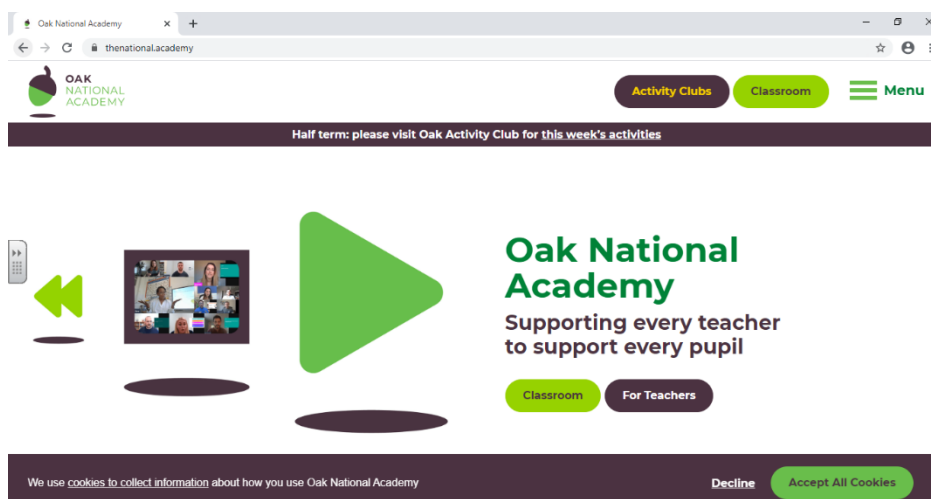 Oak National Academy
thenational.academy
OAK
NATIONAL
ACADEMY
Activity Clubs
Classroom
Menu
Half term: please visit Oak Activity Club for this week's activities
Oak National
Academy
Supporting every teacher
to support every pupil
Classroom
For Teachers
We use cookies to collect information about how you use Oak National Academy
Decline
Accept All Cookies